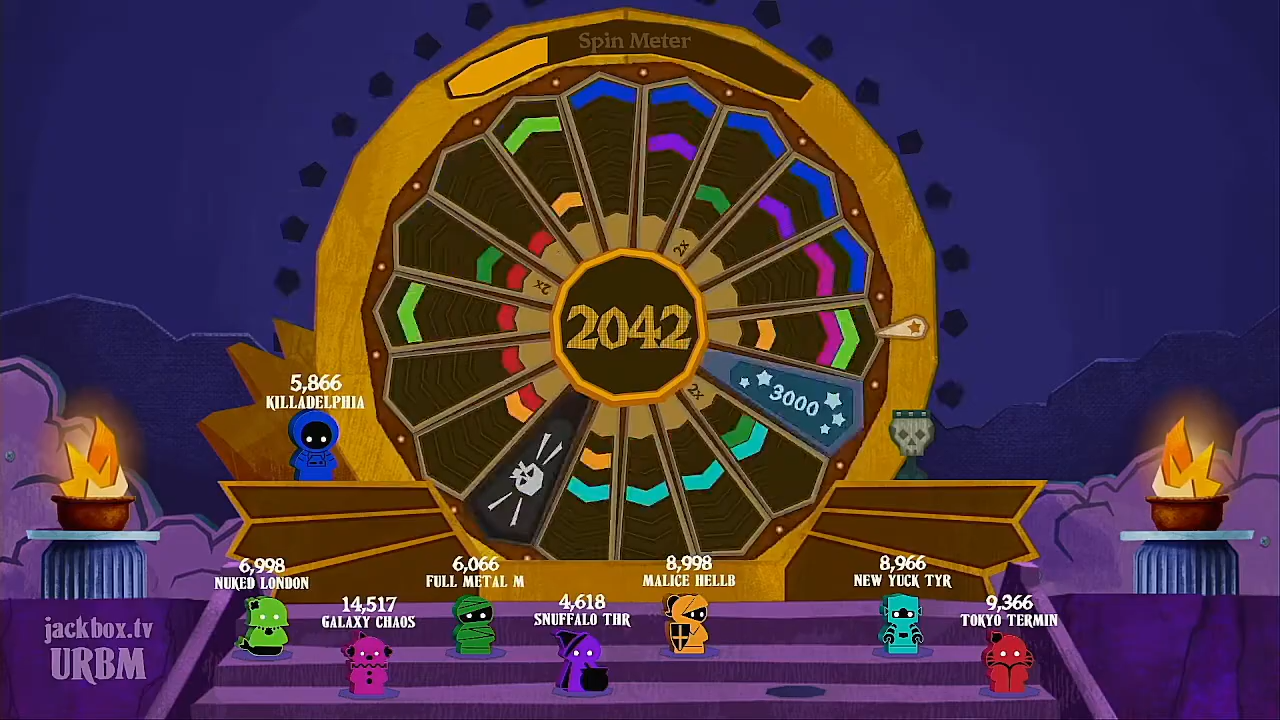 Spin Meter
2x
2x
2042
3000
2x
5,866
KILLADELPHIA
6,998
NUKED LONDON
14,517
GALAXY CHAOS
6,066
FULL METAL M
4,618
SNUFFALO THR
8,998
MALICE HELLB
8,966
NEW YUCK TYR
9,366
TOKYO TERMIN
jackbox.tv
URBM